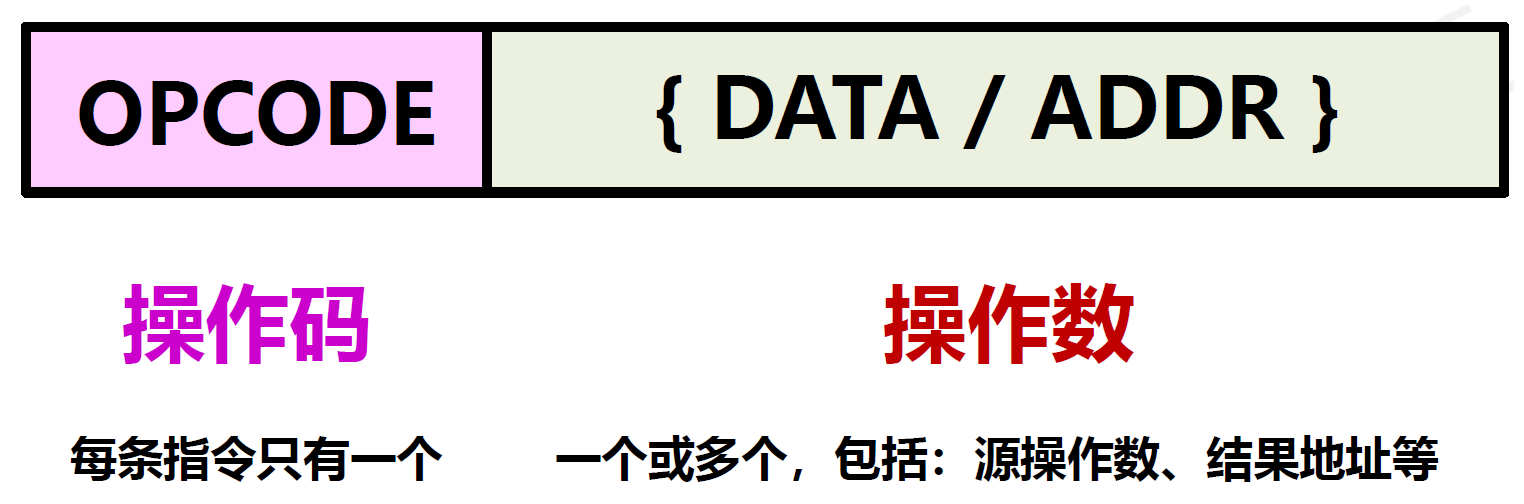 OPCODE { DATA / ADDR }
操作码 操作数
每条指令只有一个 一个或多个，包括：源操作数、结果地址等